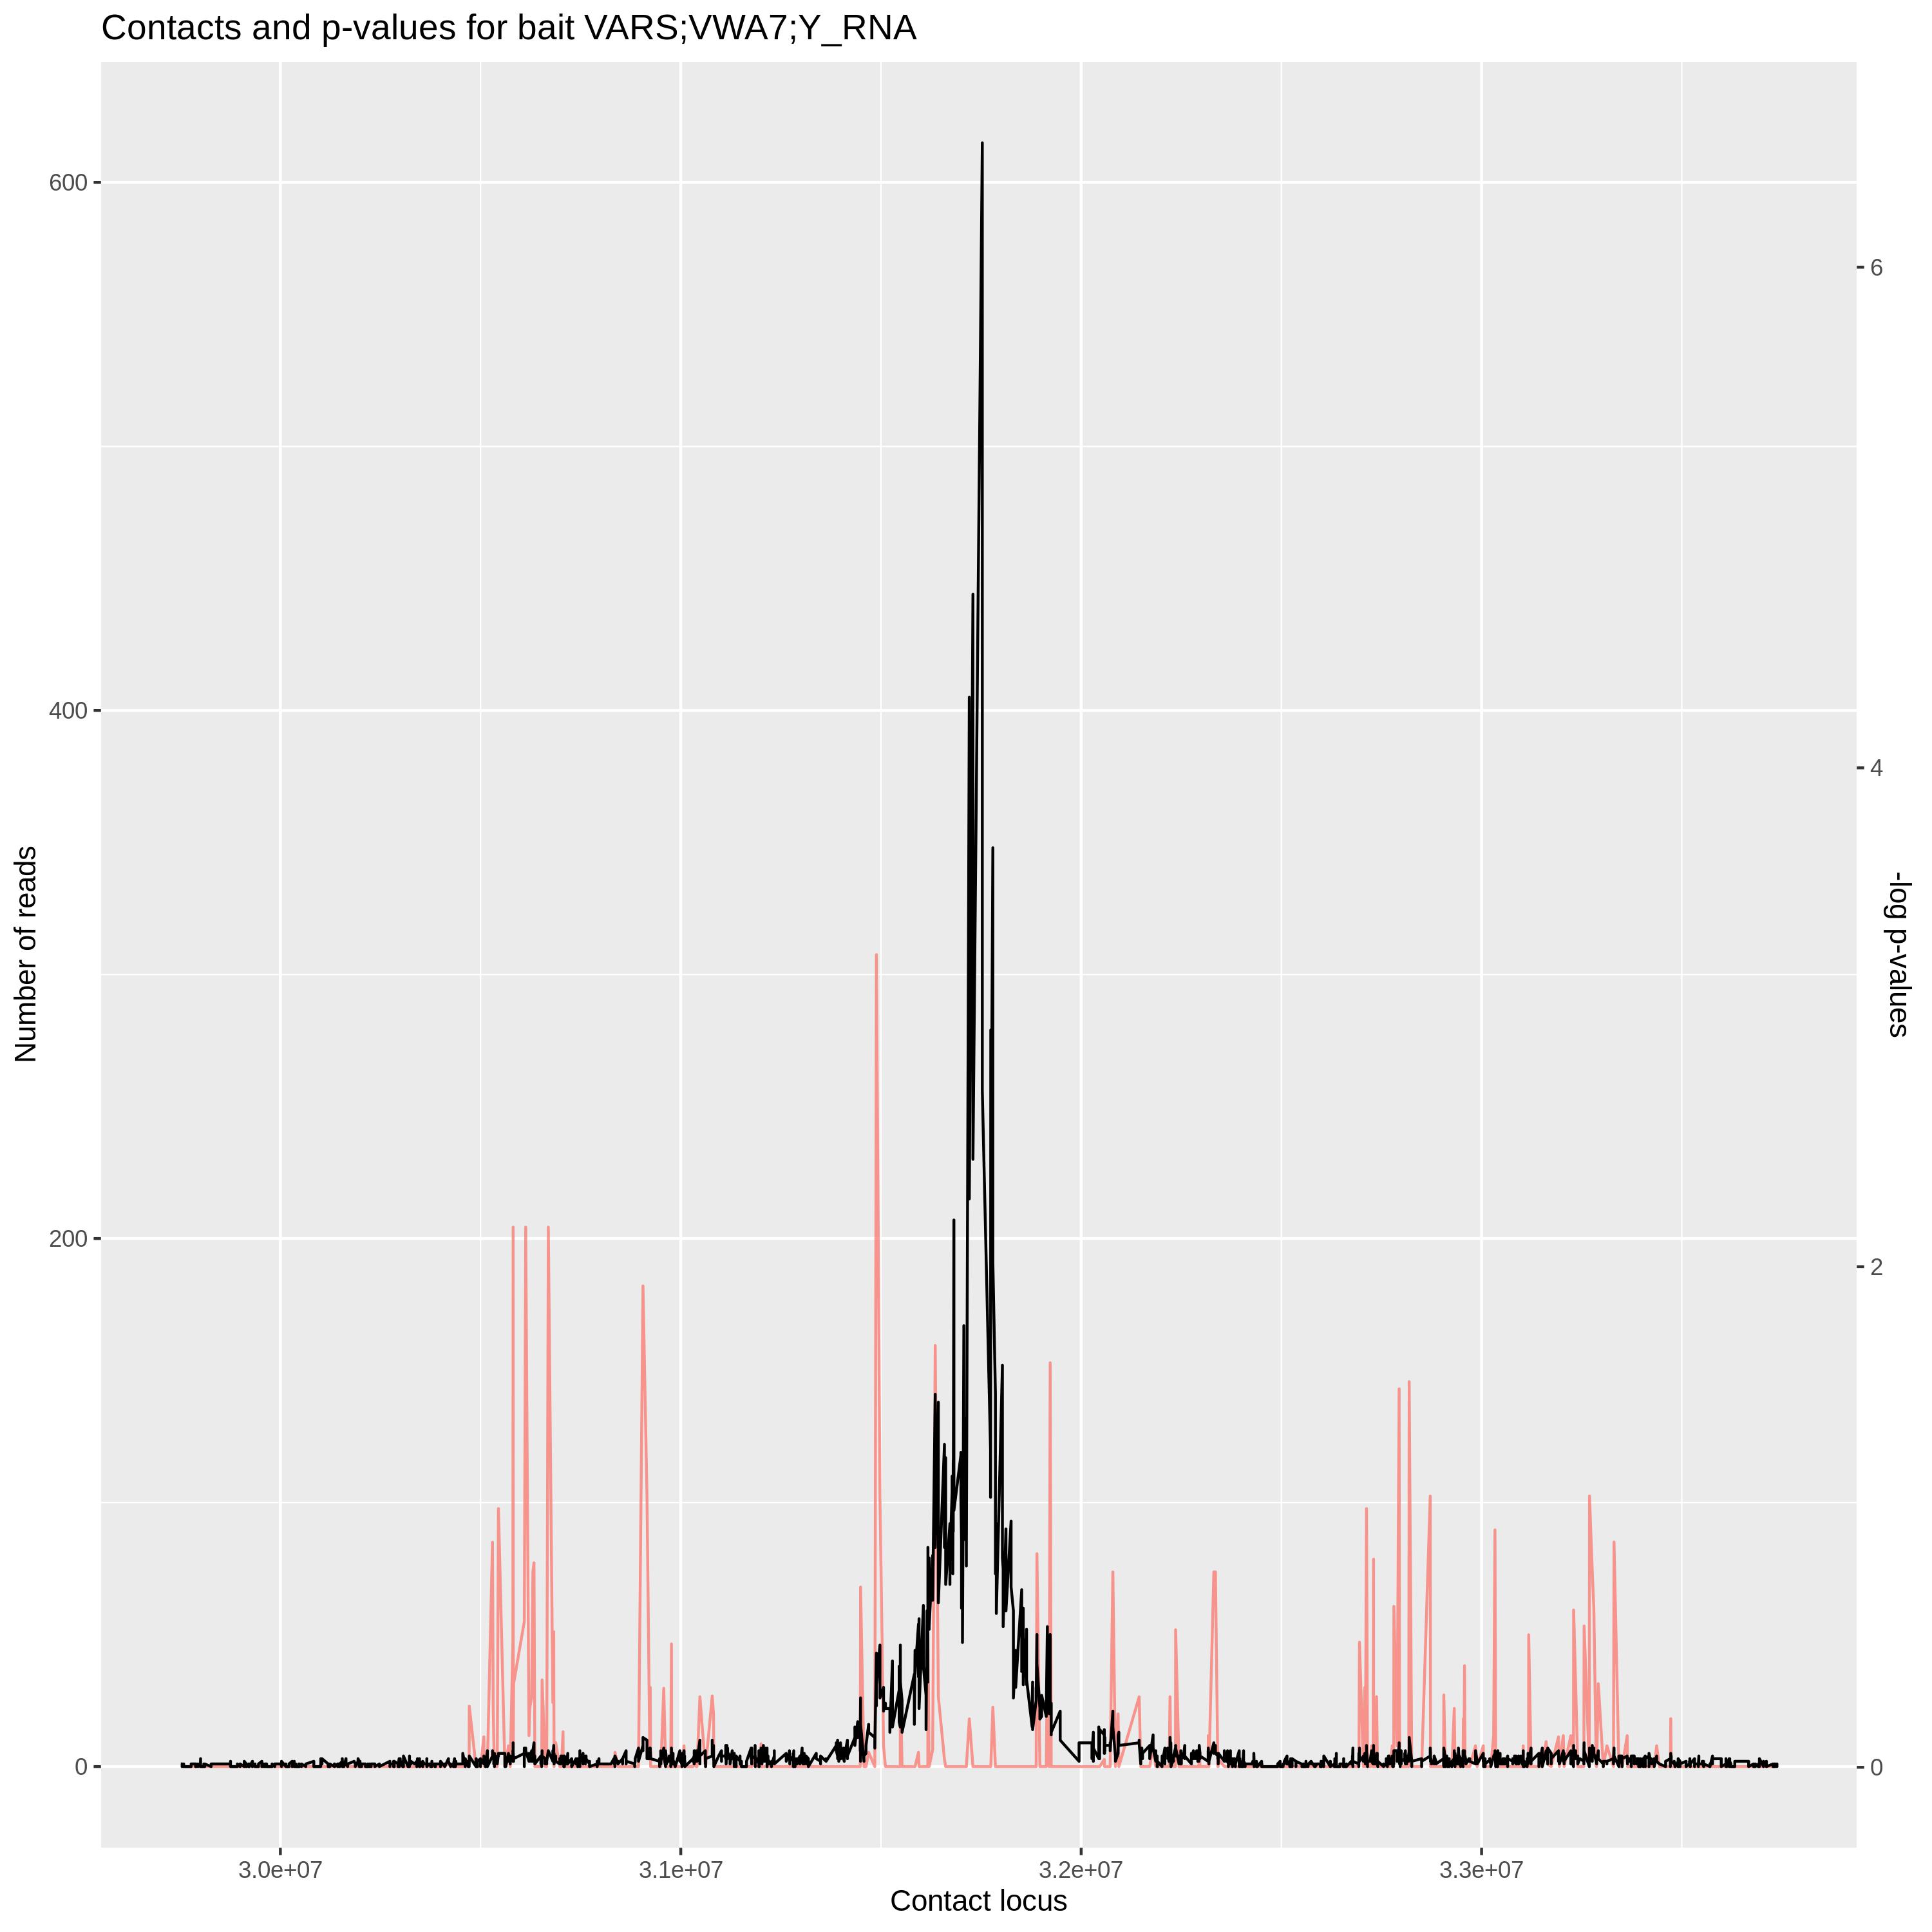 Contacts and p-values for bait VARS;VWA7;Y_RNA
600
400
200
0
Number of reads
6
4
2
0
-log p-values
3.0e+07
3.1e+07
3.2e+07
3.3e+07
Contact locus